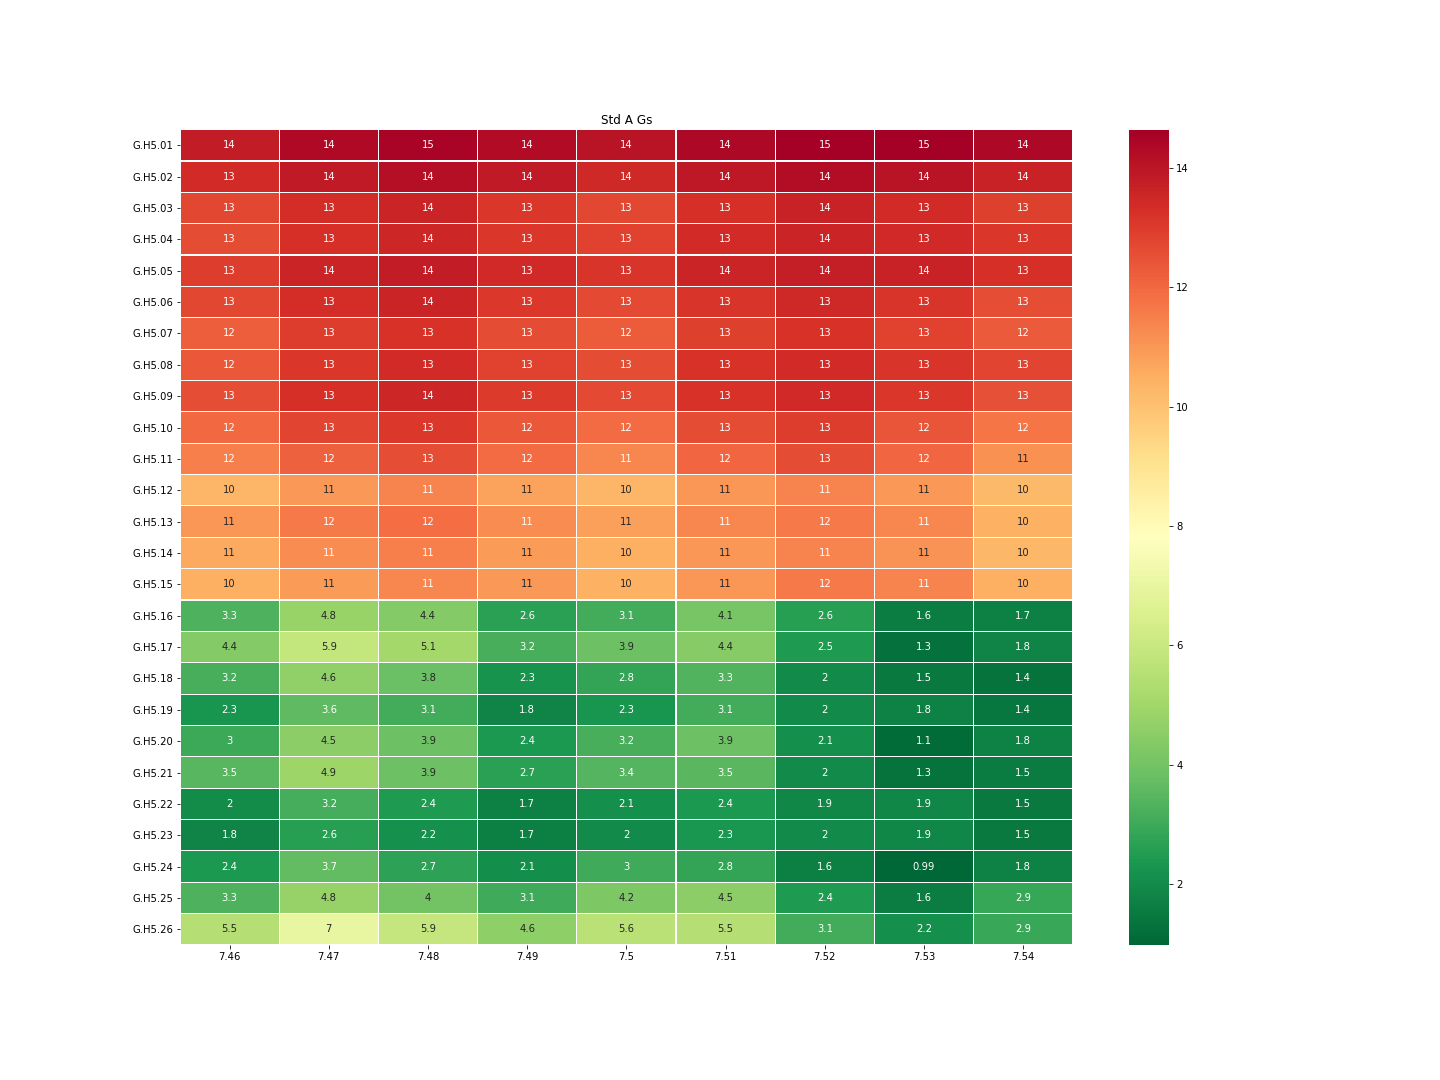 Std A Gs
G.H5.01 14 14 15 14 14 14 15 15 14
G.H5.02 13 14 14 14 14 14 14 14 14
G.H5.03 13 13 14 13 13 13 14 13 13
G.H5.04 13 13 14 13 13 13 14 13 13
G.H5.05 13 14 14 13 13 14 14 14 13
G.H5.06 13 13 14 13 13 13 13 13 13
G.H5.07 12 13 13 13 12 13 13 13 12
G.H5.08 12 13 13 13 13 13 13 13 13
G.H5.09 13 13 14 13 13 13 13 13 13
G.H5.10 12 13 13 12 12 13 13 12 12
G.H5.11 12 12 13 12 11 12 13 12 11
G.H5.12 10 11 11 11 10 11 11 11 10
G.H5.13 11 12 12 11 11 11 12 11 10
G.H5.14 11 11 11 11 10 11 11 11 10
G.H5.15 10 11 11 11 10 11 12 11 10
G.H5.16 3.3 4.8 4.4 2.6 3.1 4.1 2.6 1.6 1.7
G.H5.17 4.4 5.9 5.1 3.2 3.9 4.4 2.5 1.3 1.8
G.H5.18 3.2 4.6 3.8 2.3 2.8 3.3 2 1.5 1.4
G.H5.19 2.3 3.6 3.1 1.8 2.3 3.1 2 1.8 1.4
G.H5.20 3 4.5 3.9 2.4 3.2 3.9 2.1 1.1 1.8
G.H5.21 3.5 4.9 3.9 2.7 3.4 3.5 2 1.3 1.5
G.H5.22 2 3.2 2.4 1.7 2.1 2.4 1.9 1.9 1.5
G.H5.23 1.8 2.6 2.2 1.7 2 2.3 2 1.9 1.5
G.H5.24 2.4 3.7 2.7 2.1 3 2.8 1.6 0.99 1.8
G.H5.25 3.3 4.8 4 3.1 4.2 4.5 2.4 1.6 2.9
G.H5.26 5.5 7 5.9 4.6 5.6 5.5 3.1 2.2 2.9
7.46 7.47 7.48 7.49 7.5 7.51 7.52 7.53 7.54
14
12
10
8
6
4
2